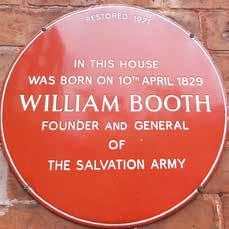 RESTORED 1971
IN THIS HOUSE
WAS BORN ON 10TH APRIL 1829
WILLIAM BOOTH
FOUNDER AND GENERAL
OF
THE SALVATION ARMY